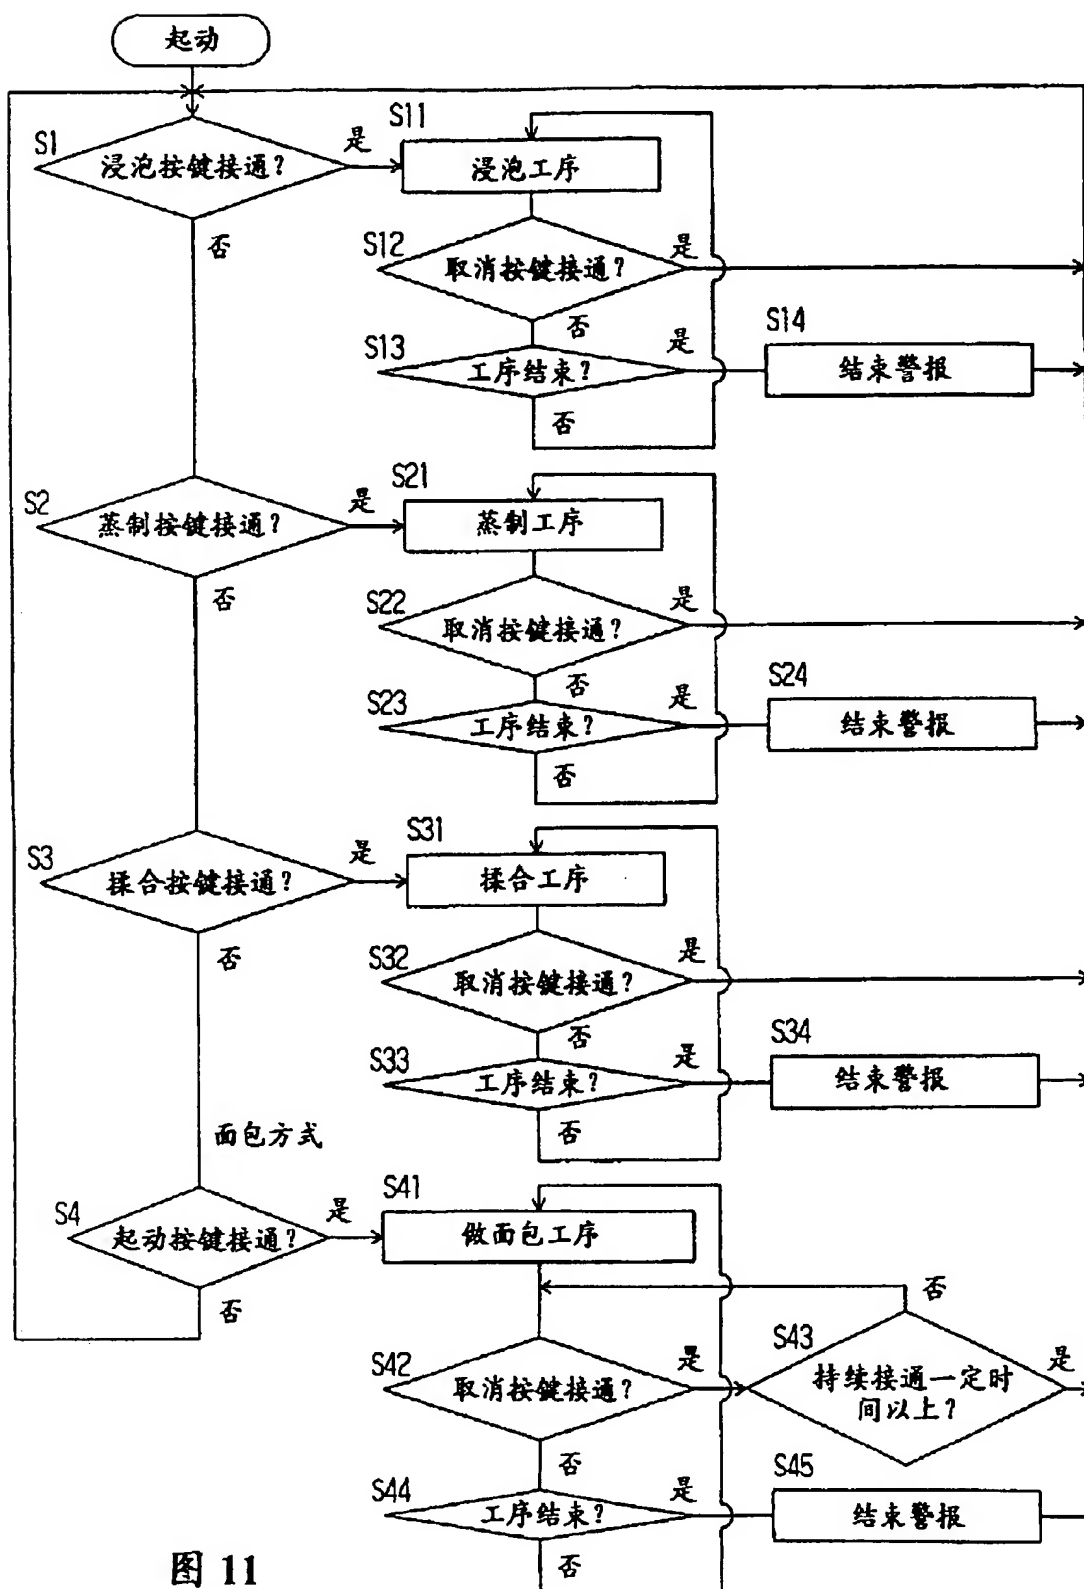 起动
S1
浸泡按键接通?
是
否
S11
浸泡工序
S12
取消按键接通?
是
否
S13
工序结束?
是
否
S14
结束警报
S2
蒸制按键接通?
是
否
S21
蒸制工序
S22
取消按键接通?
是
否
S23
工序结束?
是
否
S24
结束警报
S3
揉合按键接通?
是
否
S31
揉合工序
S32
取消按键接通?
是
否
S33
工序结束?
是
否
S34
结束警报
面包方式
S4
起动按键接通?
是
否
S41
做面包工序
S42
取消按键接通?
是
否
S43
持续接通一定时
间以上?
否
是
S44
工序结束?
是
否
S45
结束警报
图 11